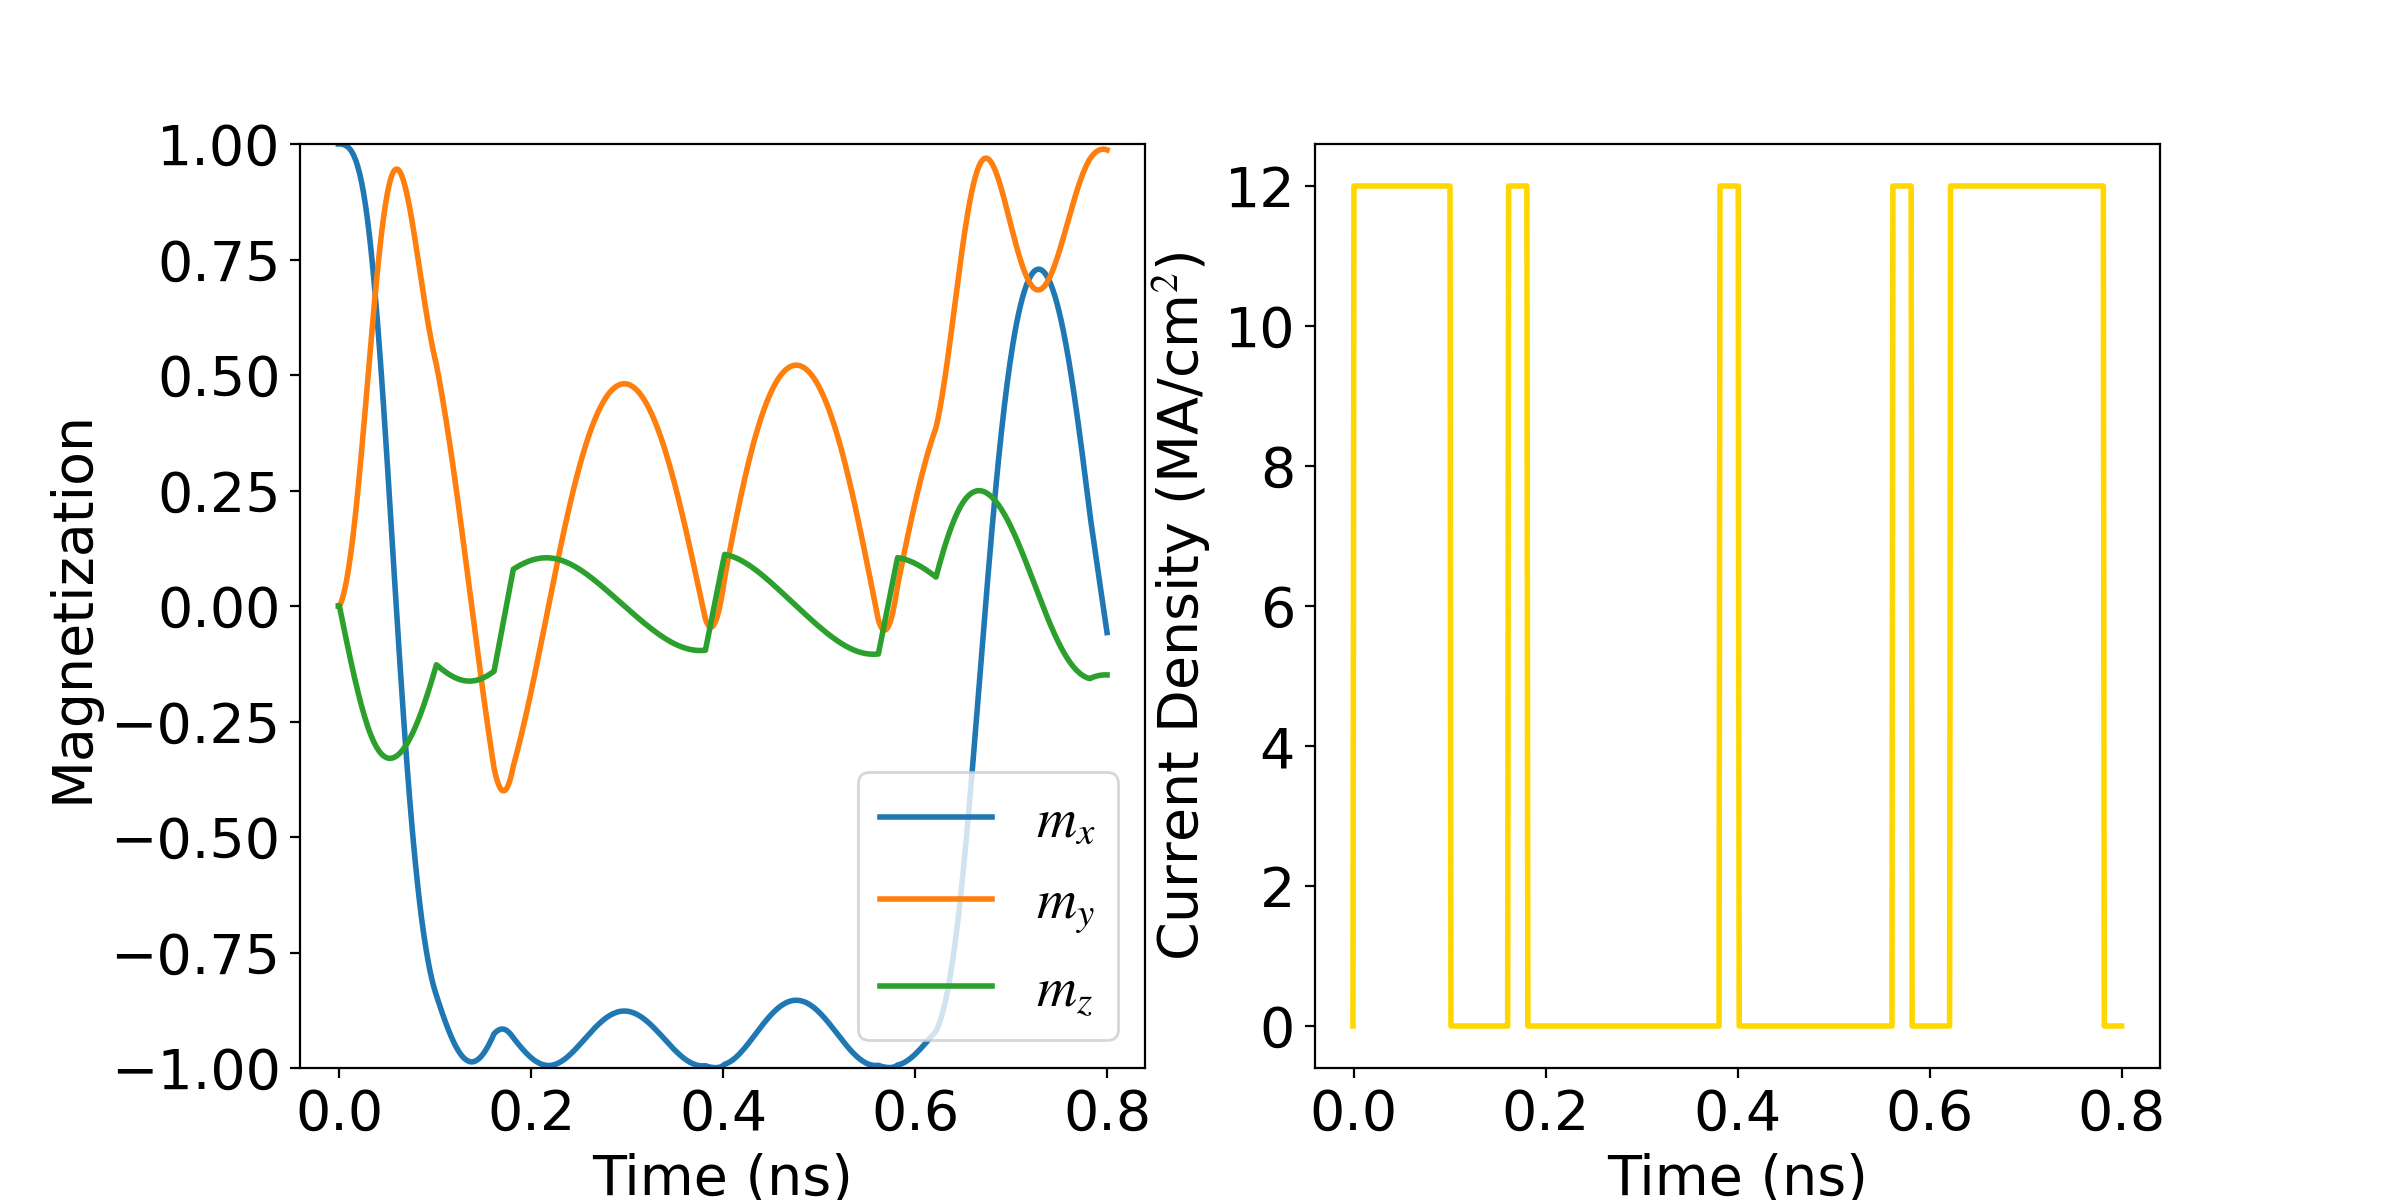 Magnetization
1.00
0.75
0.50
0.25
0.00
−0.25
−0.50
−0.75
−1.00
0.0 0.2 0.4 0.6 0.8
Time (ns)
m_x
m_y
m_z
Current Density (MA/cm²)
12
10
8
6
4
2
0
0.0 0.2 0.4 0.6 0.8
Time (ns)